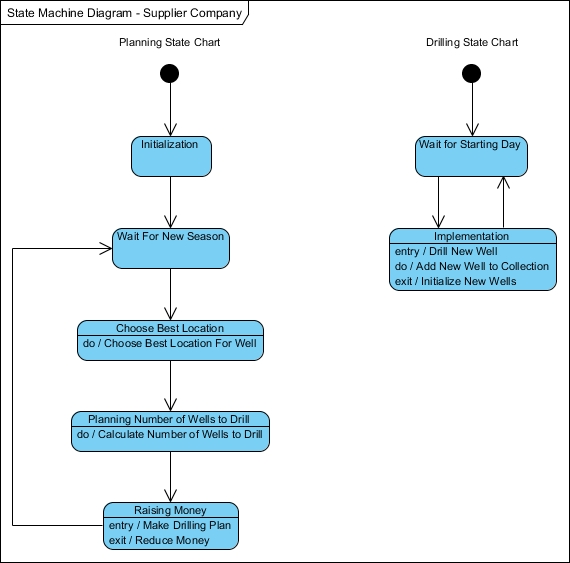 State Machine Diagram - Supplier Company
Planning State Chart
Initialization
Wait For New Season
Choose Best Location
do / Choose Best Location For Well
Planning Number of Wells to Drill
do / Calculate Number of Wells to Drill
Raising Money
entry / Make Drilling Plan
exit / Reduce Money
Drilling State Chart
Wait for Starting Day
Implementation
entry / Drill New Well
do / Add New Well to Collection
exit / Initialize New Wells